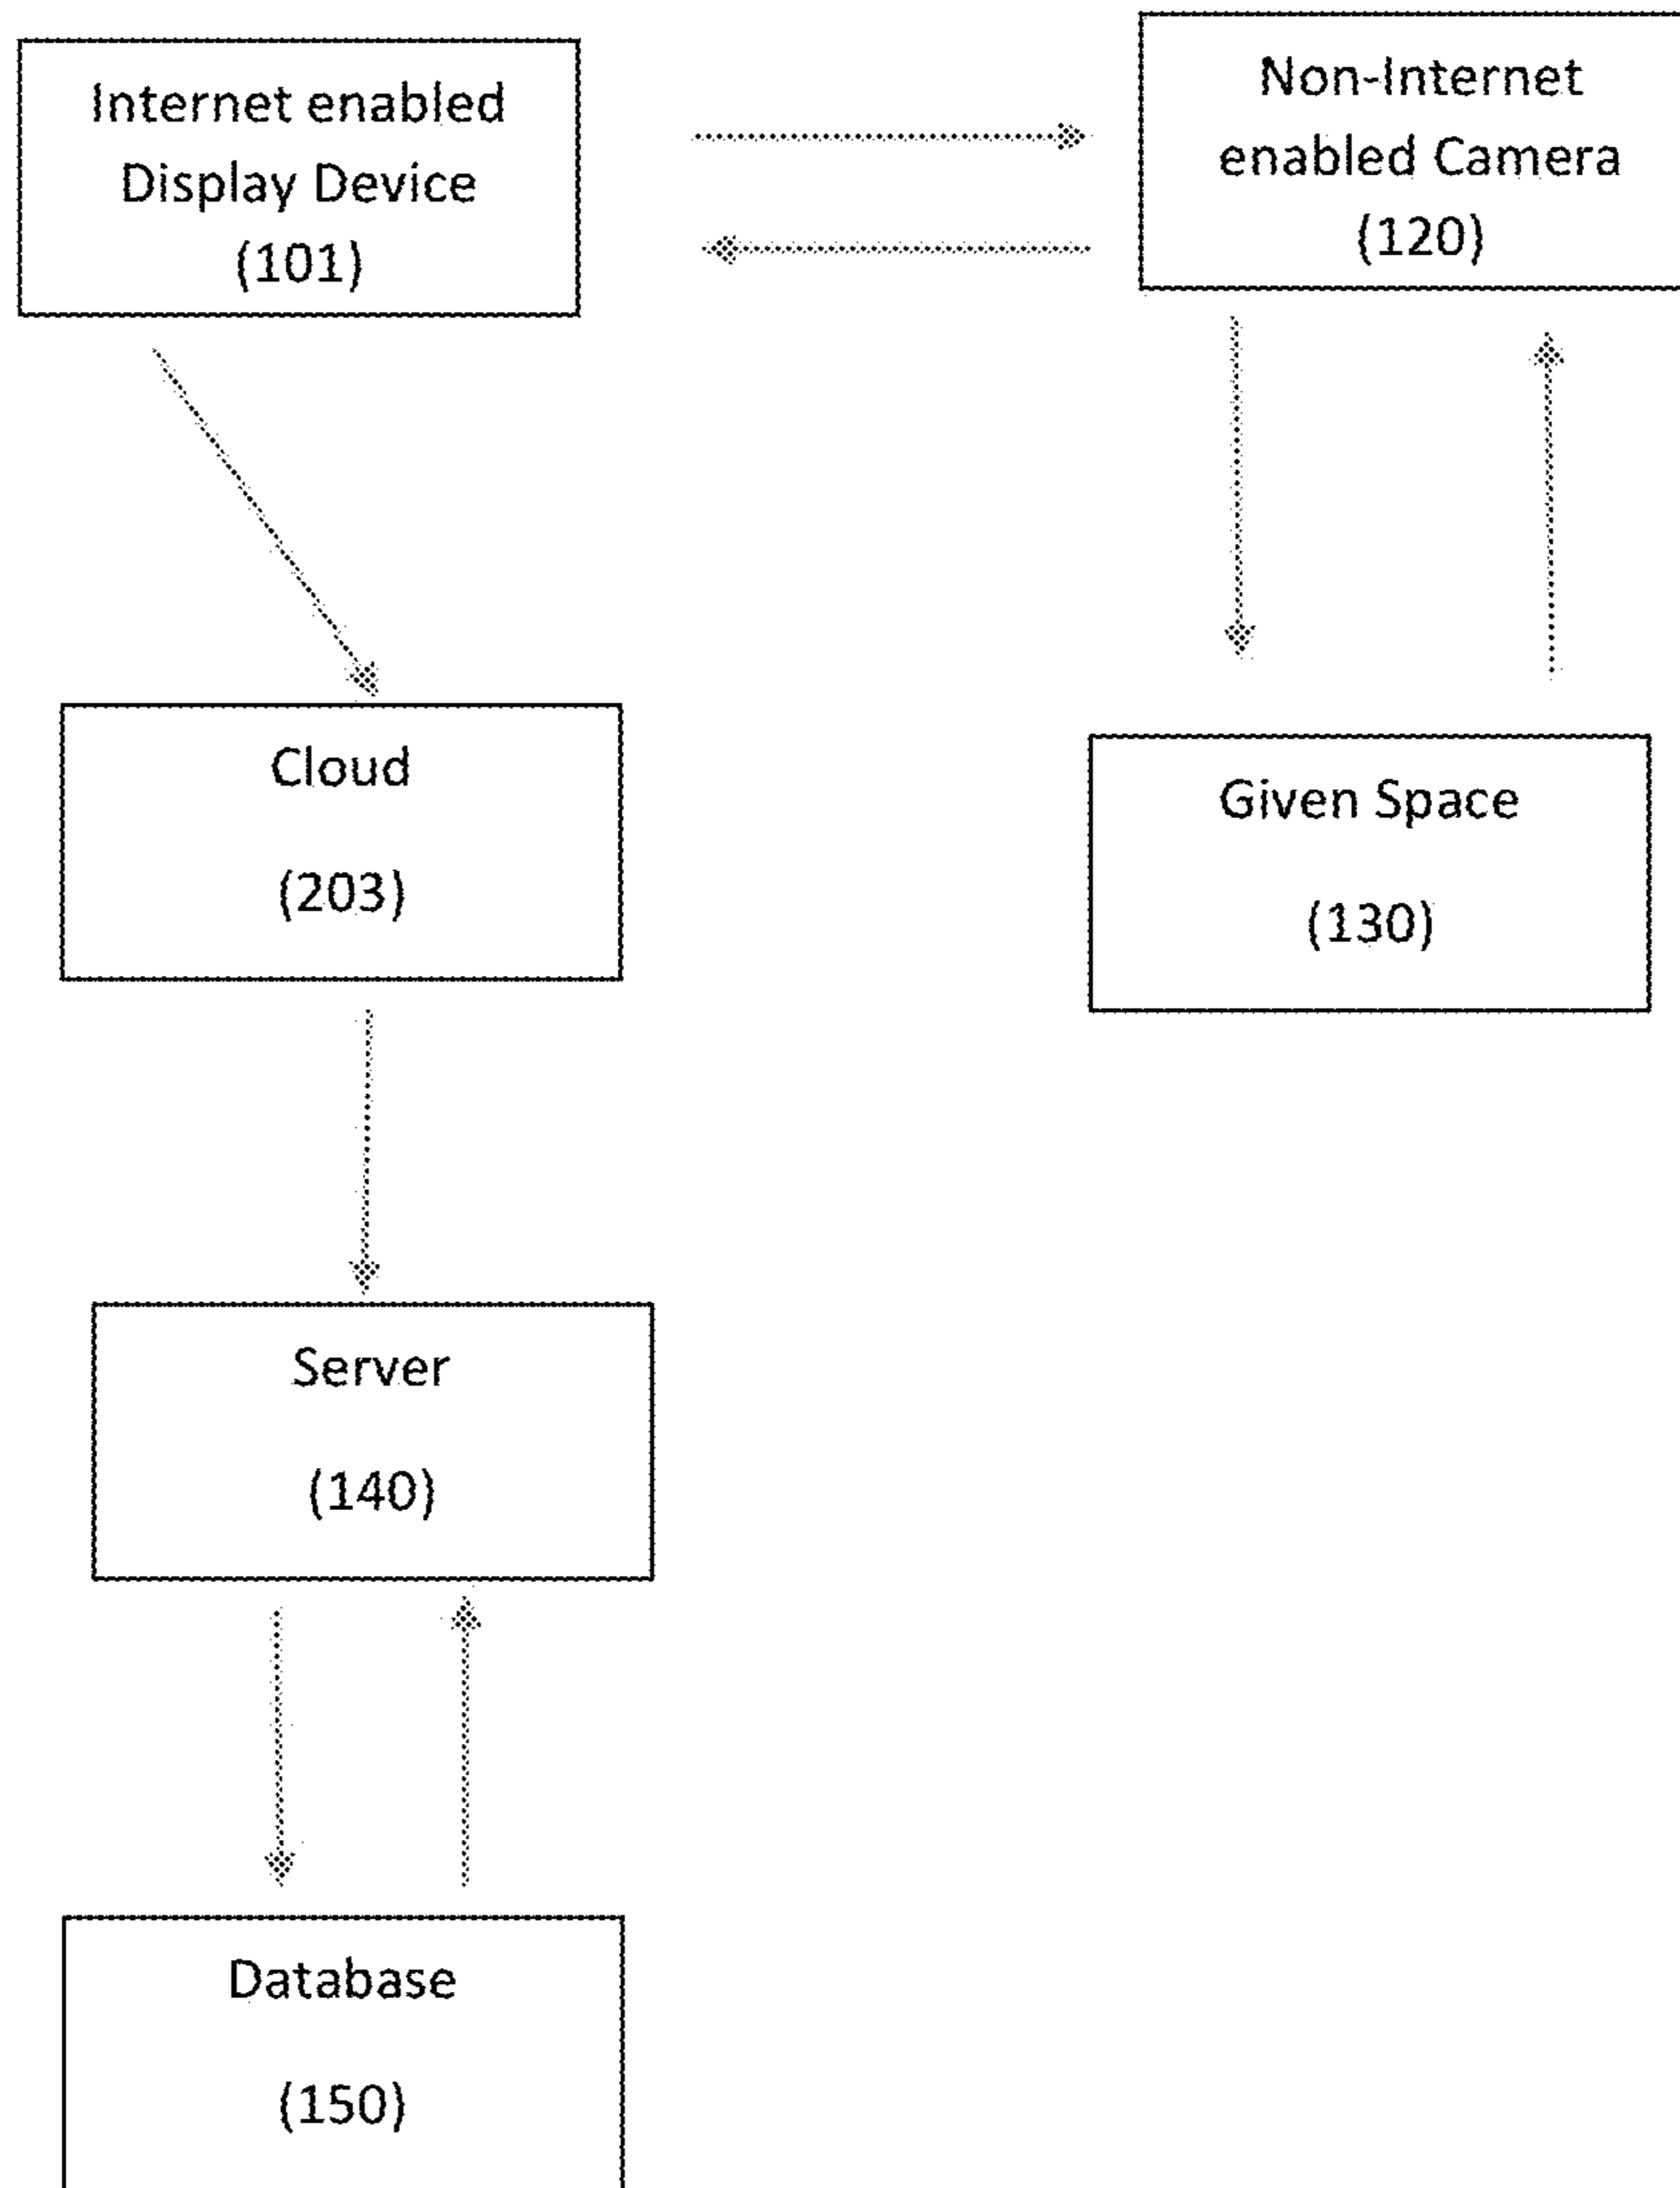 Internet enabled
Display Device
(101)
Non-Internet
enabled Camera
(120)
Cloud
(203)
Given Space
(130)
Server
(140)
Database
(150)